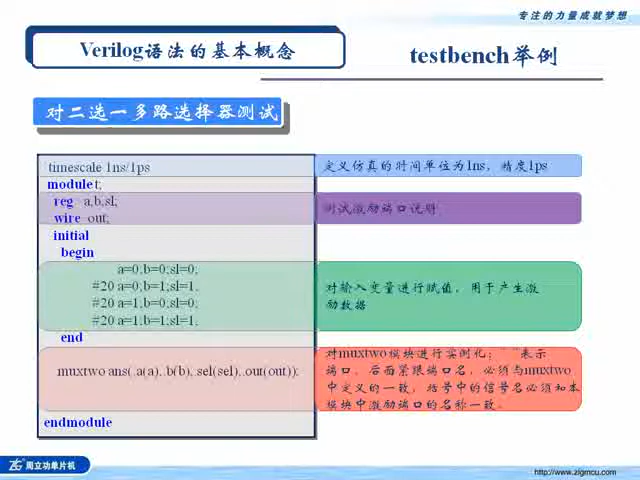 专注的力量成就梦想
Verilog语法的基本概念
testbench举例
对二选一多路选择器测试
timescale 1ns/1ps
定义仿真的时间单位为1ns，精度1ps
module t;
reg a,b,sl;
wire out;
测试激励端口说明
initial
begin
a=0;b=0;sl=0;
#20 a=0;b=1;sl=1,
#20 a=1;b=0;sl=0;
#20 a=1;b=1;sl=1,
对输入变量进行赋值，用于产生激
励数据
end
muxtwo ans(.a(a),.b(b),.sel(sel),.out(out));
对muxtwo模块进行实例化；“ ”表示
端口，后面紧跟端口名，必须与muxtwo
中定义的一致，括号中的信号名必须和本
模块中激励端口的名称一致。
endmodule
ZLG 周立功单片机
http://www.zlgmcu.com